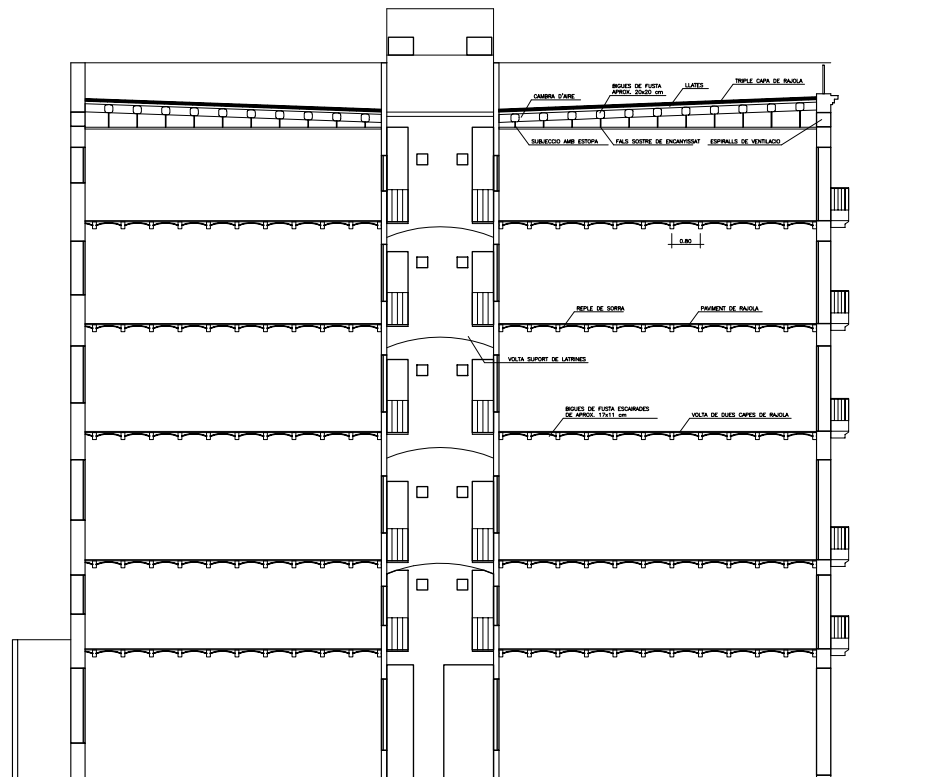 TRIPLE CAPA DE RAJOLA
BIGUES DE FUSTA
APROX. 20x20 cm
LLATES
CAMBRA D'AIRE
SUBJECCIO AMB ESTOPA
FALS SOSTRE DE ENCANYISSAT
ESPIRALLS DE VENTILACIO
0.80
REPLE DE SORRA
PAVIMENT DE RAJOLA
VOLTA SUPORT DE LATRINES
BIGUES DE FUSTA ESCAIRADES
DE APROX. 17x11 cm
VOLTA DE DUES CAPES DE RAJOLA